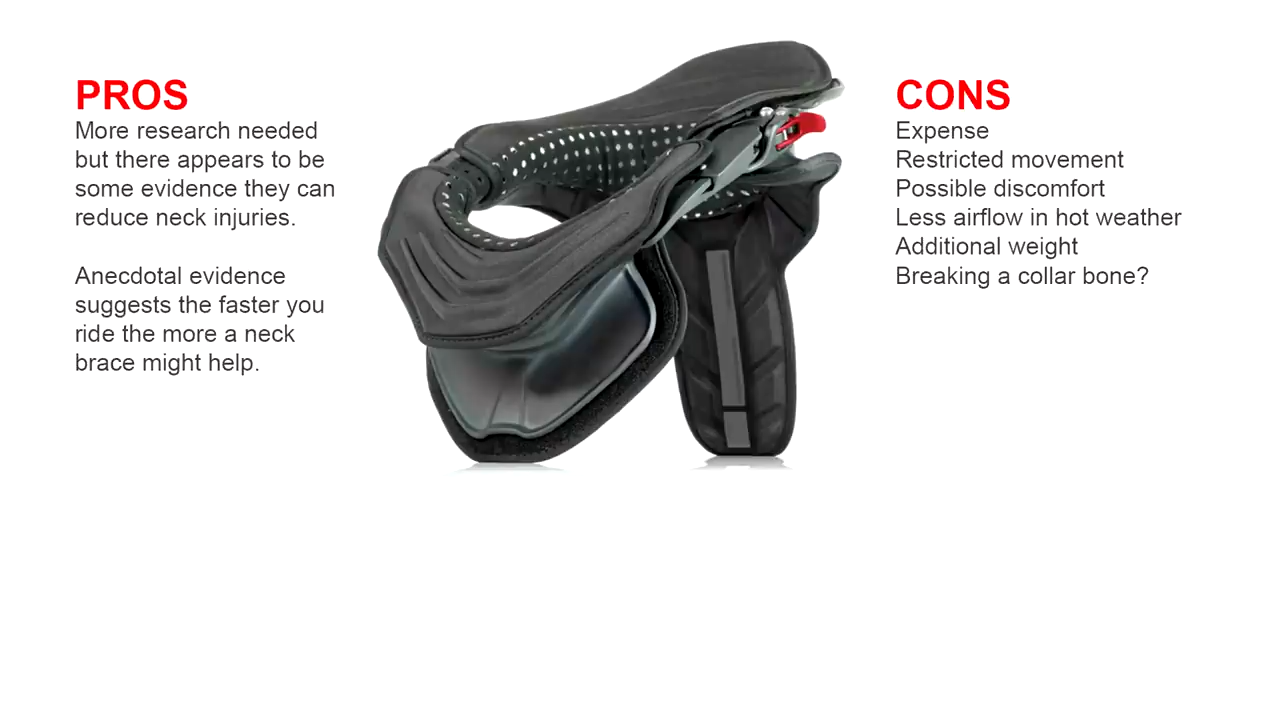 PROS
More research needed
but there appears to be
some evidence they can
reduce neck injuries.
Anecdotal evidence
suggests the faster you
ride the more a neck
brace might help.
CONS
Expense
Restricted movement
Possible discomfort
Less airflow in hot weather
Additional weight
Breaking a collar bone?